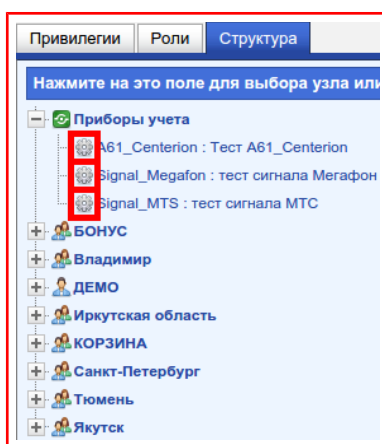 Привилегии Роли Структура
Нажмите на это поле для выбора узла или
Приборы учета
A61_Centerion : Тест A61_Centerion
Signal_Megafon : тест сигнала Мегафон
Signal_MTS : тест сигнала МТС
БОНУС
Владимир
ДЕМО
Иркутская область
КОРЗИНА
Санкт-Петербург
Тюмень
Якутск